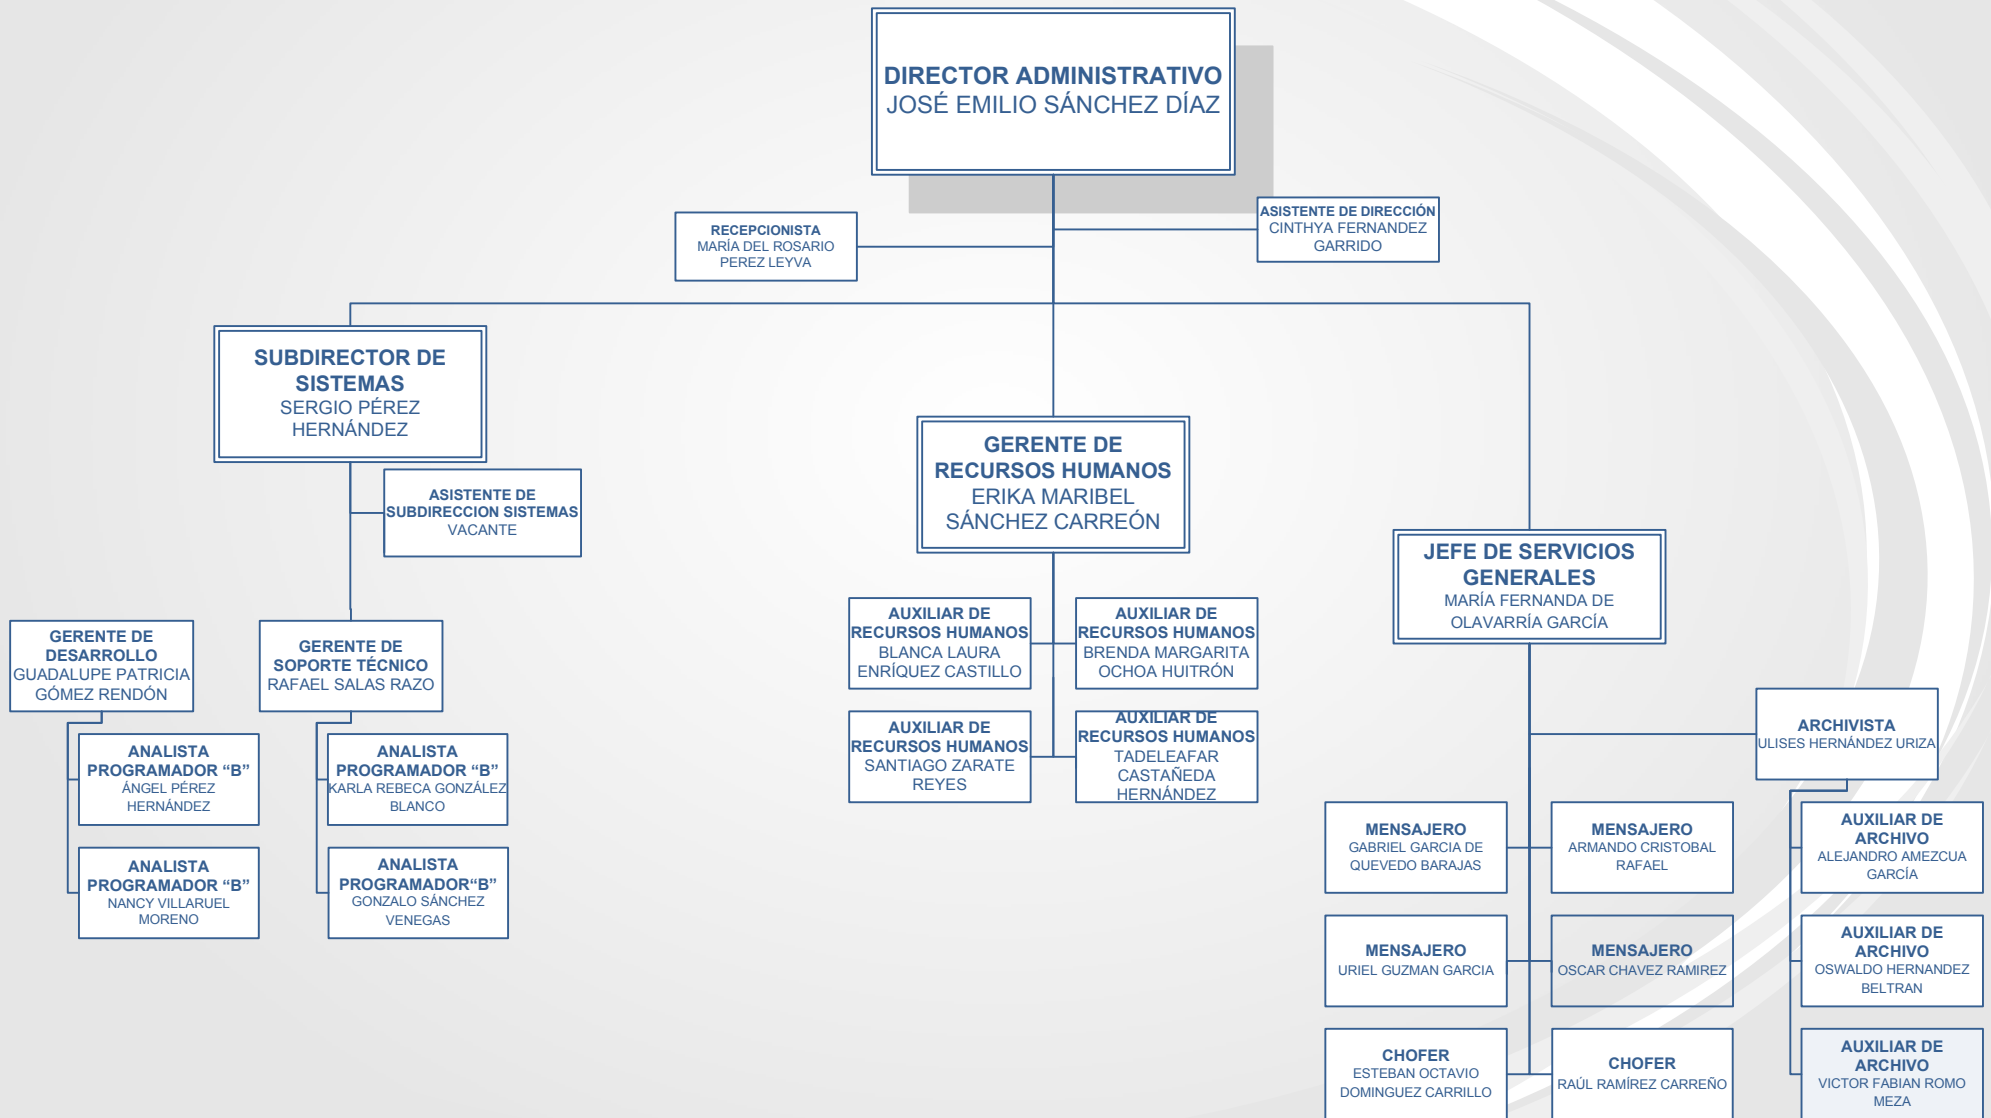 DIRECTOR ADMINISTRATIVO
JOSÉ EMILIO SÁNCHEZ DÍAZ
RECEPCIONISTA
MARÍA DEL ROSARIO
PEREZ LEYVA
ASISTENTE DE DIRECCIÓN
CINTHYA FERNANDEZ
GARRIDO
SUBDIRECTOR DE
SISTEMAS
SERGIO PÉREZ
HERNÁNDEZ
ASISTENTE DE
SUBDIRECCION SISTEMAS
VACANTE
GERENTE DE
DESARROLLO
GUADALUPE PATRICIA
GÓMEZ RENDÓN
ANALISTA
PROGRAMADOR “B”
ÁNGEL PÉREZ
HERNÁNDEZ
ANALISTA
PROGRAMADOR “B”
NANCY VILLARUEL
MORENO
GERENTE DE
SOPORTE TÉCNICO
RAFAEL SALAS RAZO
ANALISTA
PROGRAMADOR “B”
KARLA REBECA GONZÁLEZ
BLANCO
ANALISTA
PROGRAMADOR“B”
GONZALO SÁNCHEZ
VENEGAS
GERENTE DE
RECURSOS HUMANOS
ERIKA MARIBEL
SÁNCHEZ CARREÓN
AUXILIAR DE
RECURSOS HUMANOS
BLANCA LAURA
ENRÍQUEZ CASTILLO
AUXILIAR DE
RECURSOS HUMANOS
BRENDA MARGARITA
OCHOA HUITRÓN
AUXILIAR DE
RECURSOS HUMANOS
SANTIAGO ZARATE
REYES
AUXILIAR DE
RECURSOS HUMANOS
TADELEAFAR
CASTAÑEDA
HERNÁNDEZ
JEFE DE SERVICIOS
GENERALES
MARÍA FERNANDA DE
OLAVARRÍA GARCÍA
ARCHIVISTA
ULISES HERNÁNDEZ URIZA
MENSAJERO
GABRIEL GARCIA DE
QUEVEDO BARAJAS
MENSAJERO
ARMANDO CRISTOBAL
RAFAEL
AUXILIAR DE
ARCHIVO
ALEJANDRO AMEZCUA
GARCÍA
MENSAJERO
URIEL GUZMAN GARCIA
MENSAJERO
OSCAR CHAVEZ RAMIREZ
AUXILIAR DE
ARCHIVO
OSWALDO HERNANDEZ
BELTRAN
CHOFER
ESTEBAN OCTAVIO
DOMINGUEZ CARRILLO
CHOFER
RAÚL RAMÍREZ CARREÑO
AUXILIAR DE
ARCHIVO
VICTOR FABIAN ROMO
MEZA